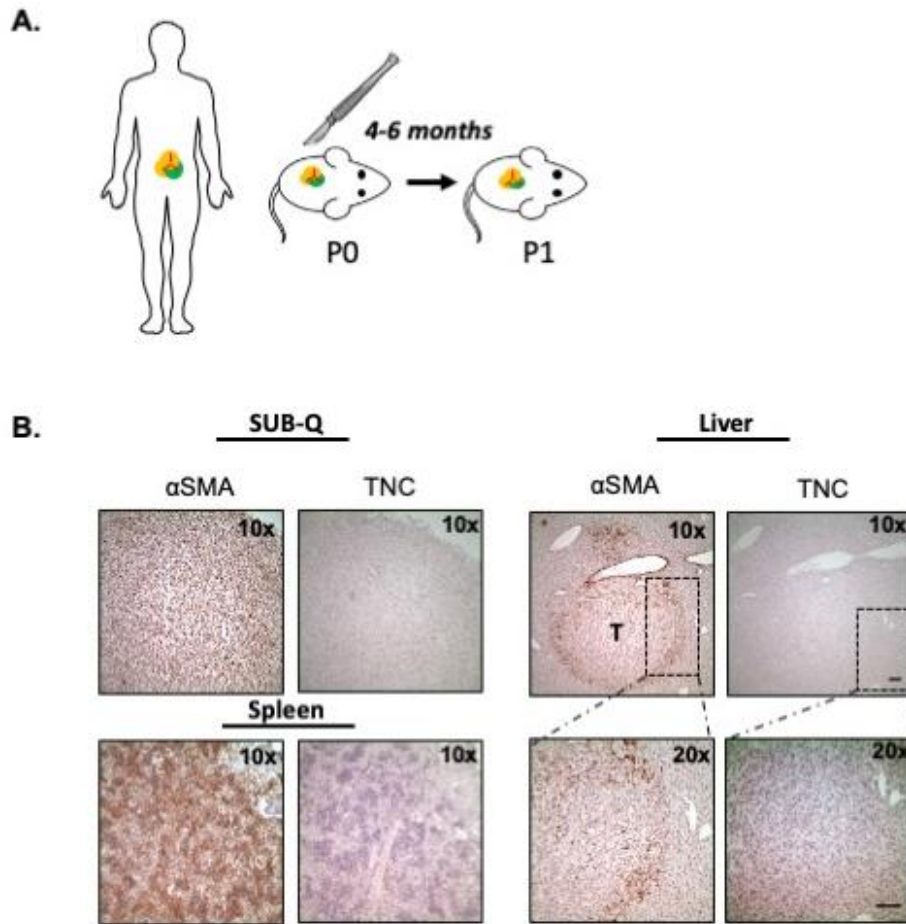 A.
4-6 months
P0
P1
B.
SUB-Q
Liver
αSMA
TNC
αSMA
TNC
10x
10x
10x
10x
T
Spleen
10x
10x
20x
20x